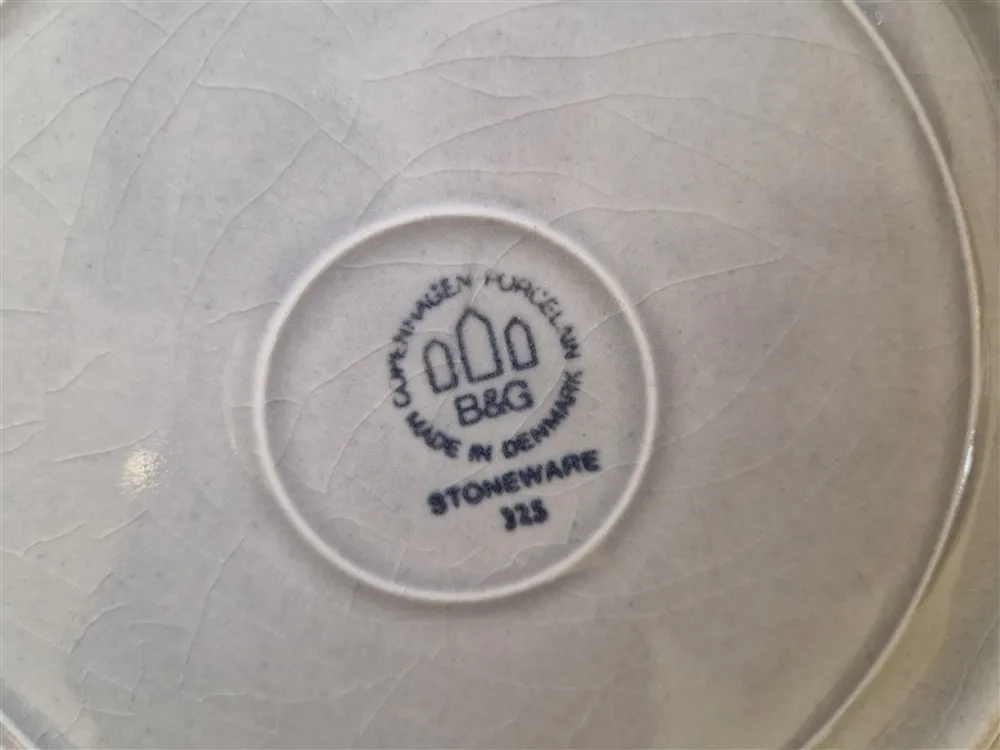 COPENHAGEN PORCELAIN
B&G
MADE IN DENMARK
STONEWARE
325